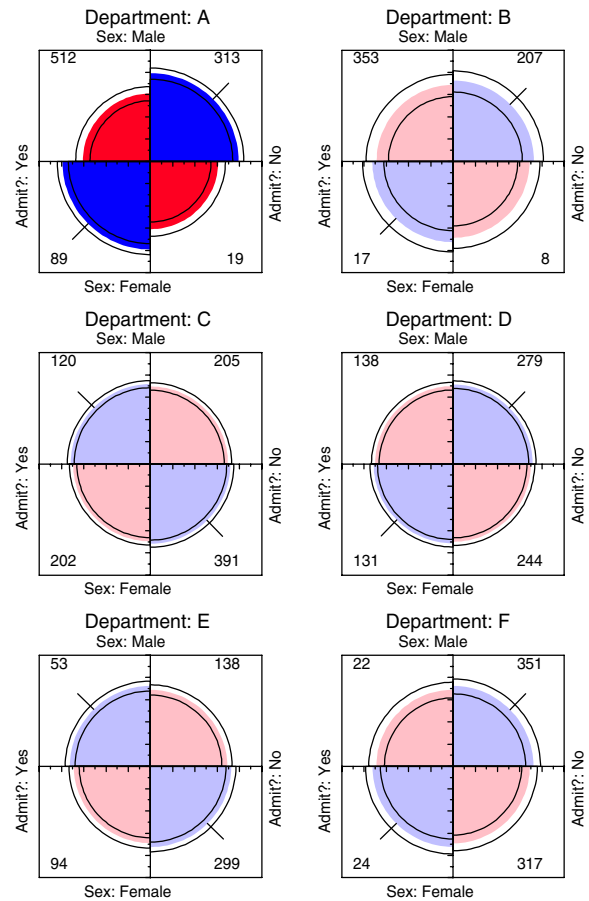 Department: A
Sex: Male
512 313
Admit?: Yes
Admit?: No
89 19
Sex: Female
Department: B
Sex: Male
353 207
Admit?: Yes
Admit?: No
17 8
Sex: Female
Department: C
Sex: Male
120 205
Admit?: Yes
Admit?: No
202 391
Sex: Female
Department: D
Sex: Male
138 279
Admit?: Yes
Admit?: No
131 244
Sex: Female
Department: E
Sex: Male
53 138
Admit?: Yes
Admit?: No
94 299
Sex: Female
Department: F
Sex: Male
22 351
Admit?: Yes
Admit?: No
24 317
Sex: Female